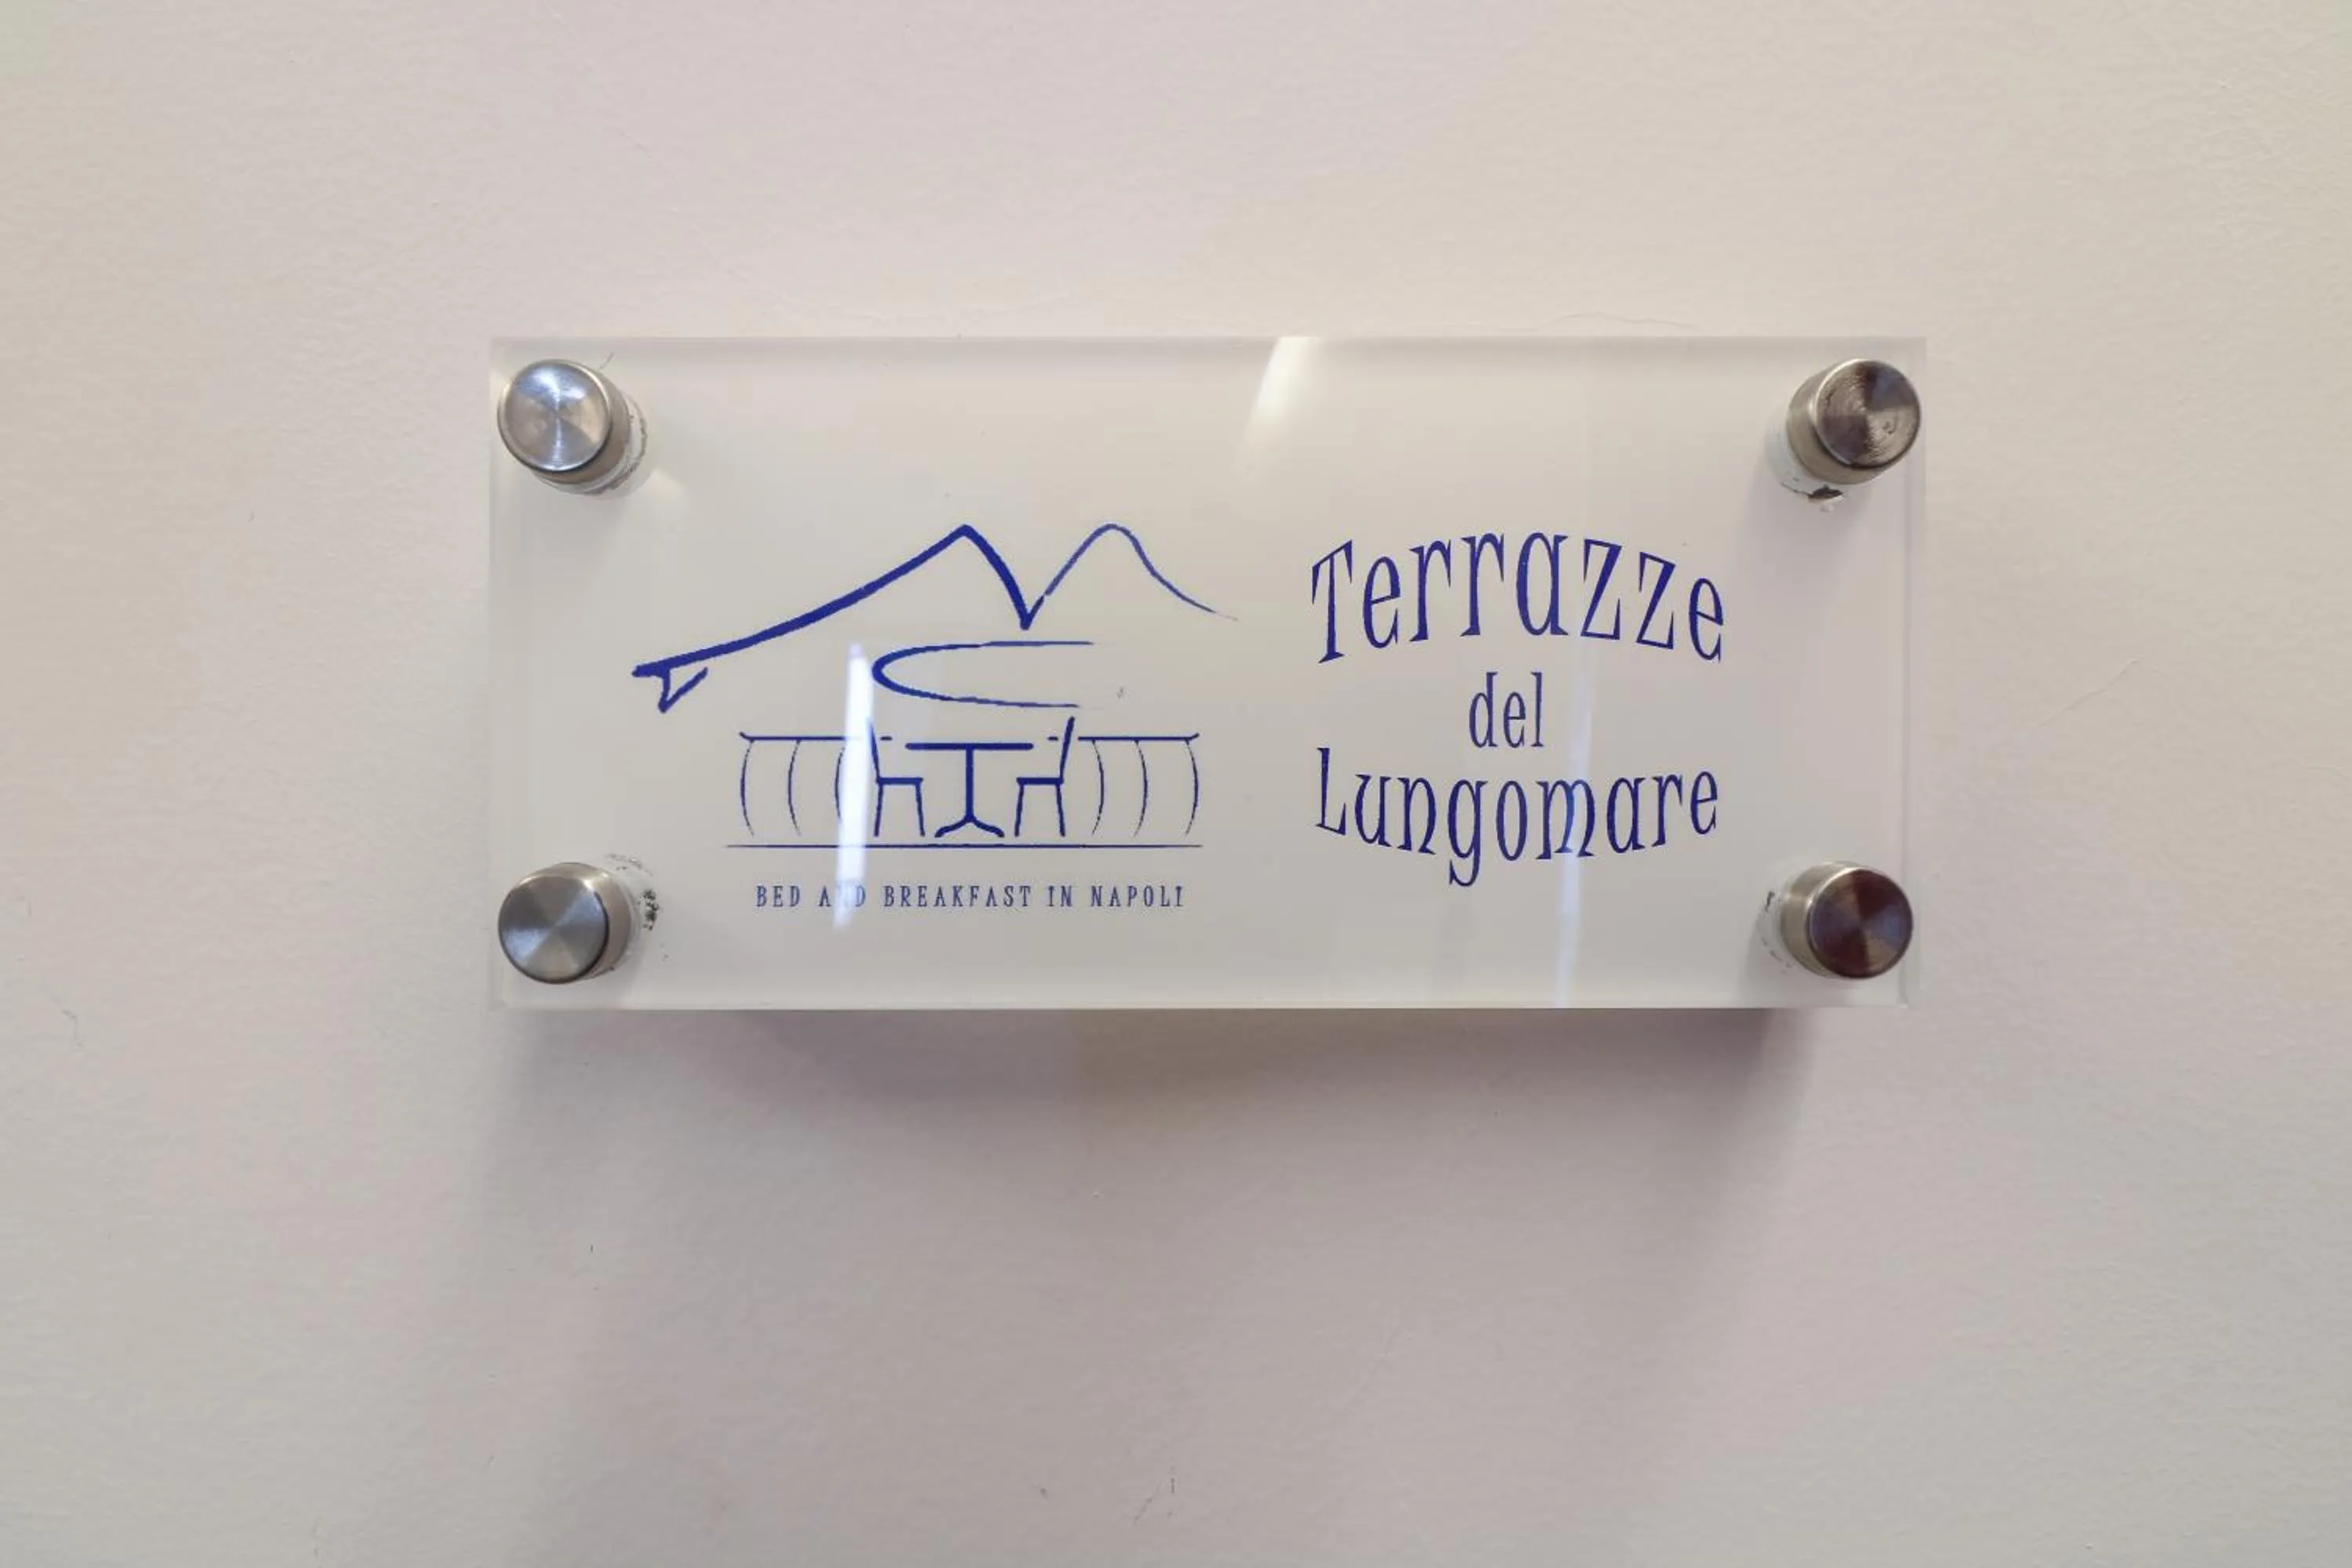 Terrazze
del
Lungomare
BED AND BREAKFAST IN NAPOLI